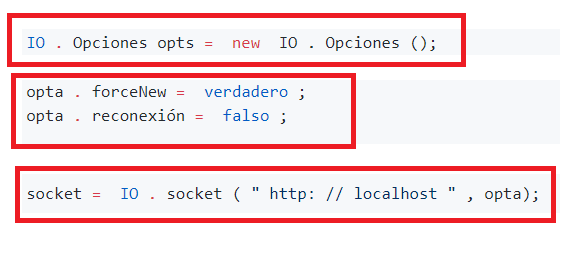 IO . Opciones opts = new IO . Opciones ();
opta . forceNew = verdadero ;
opta . reconexión = falso ;
socket = IO . socket ( " http: // localhost " , opta);